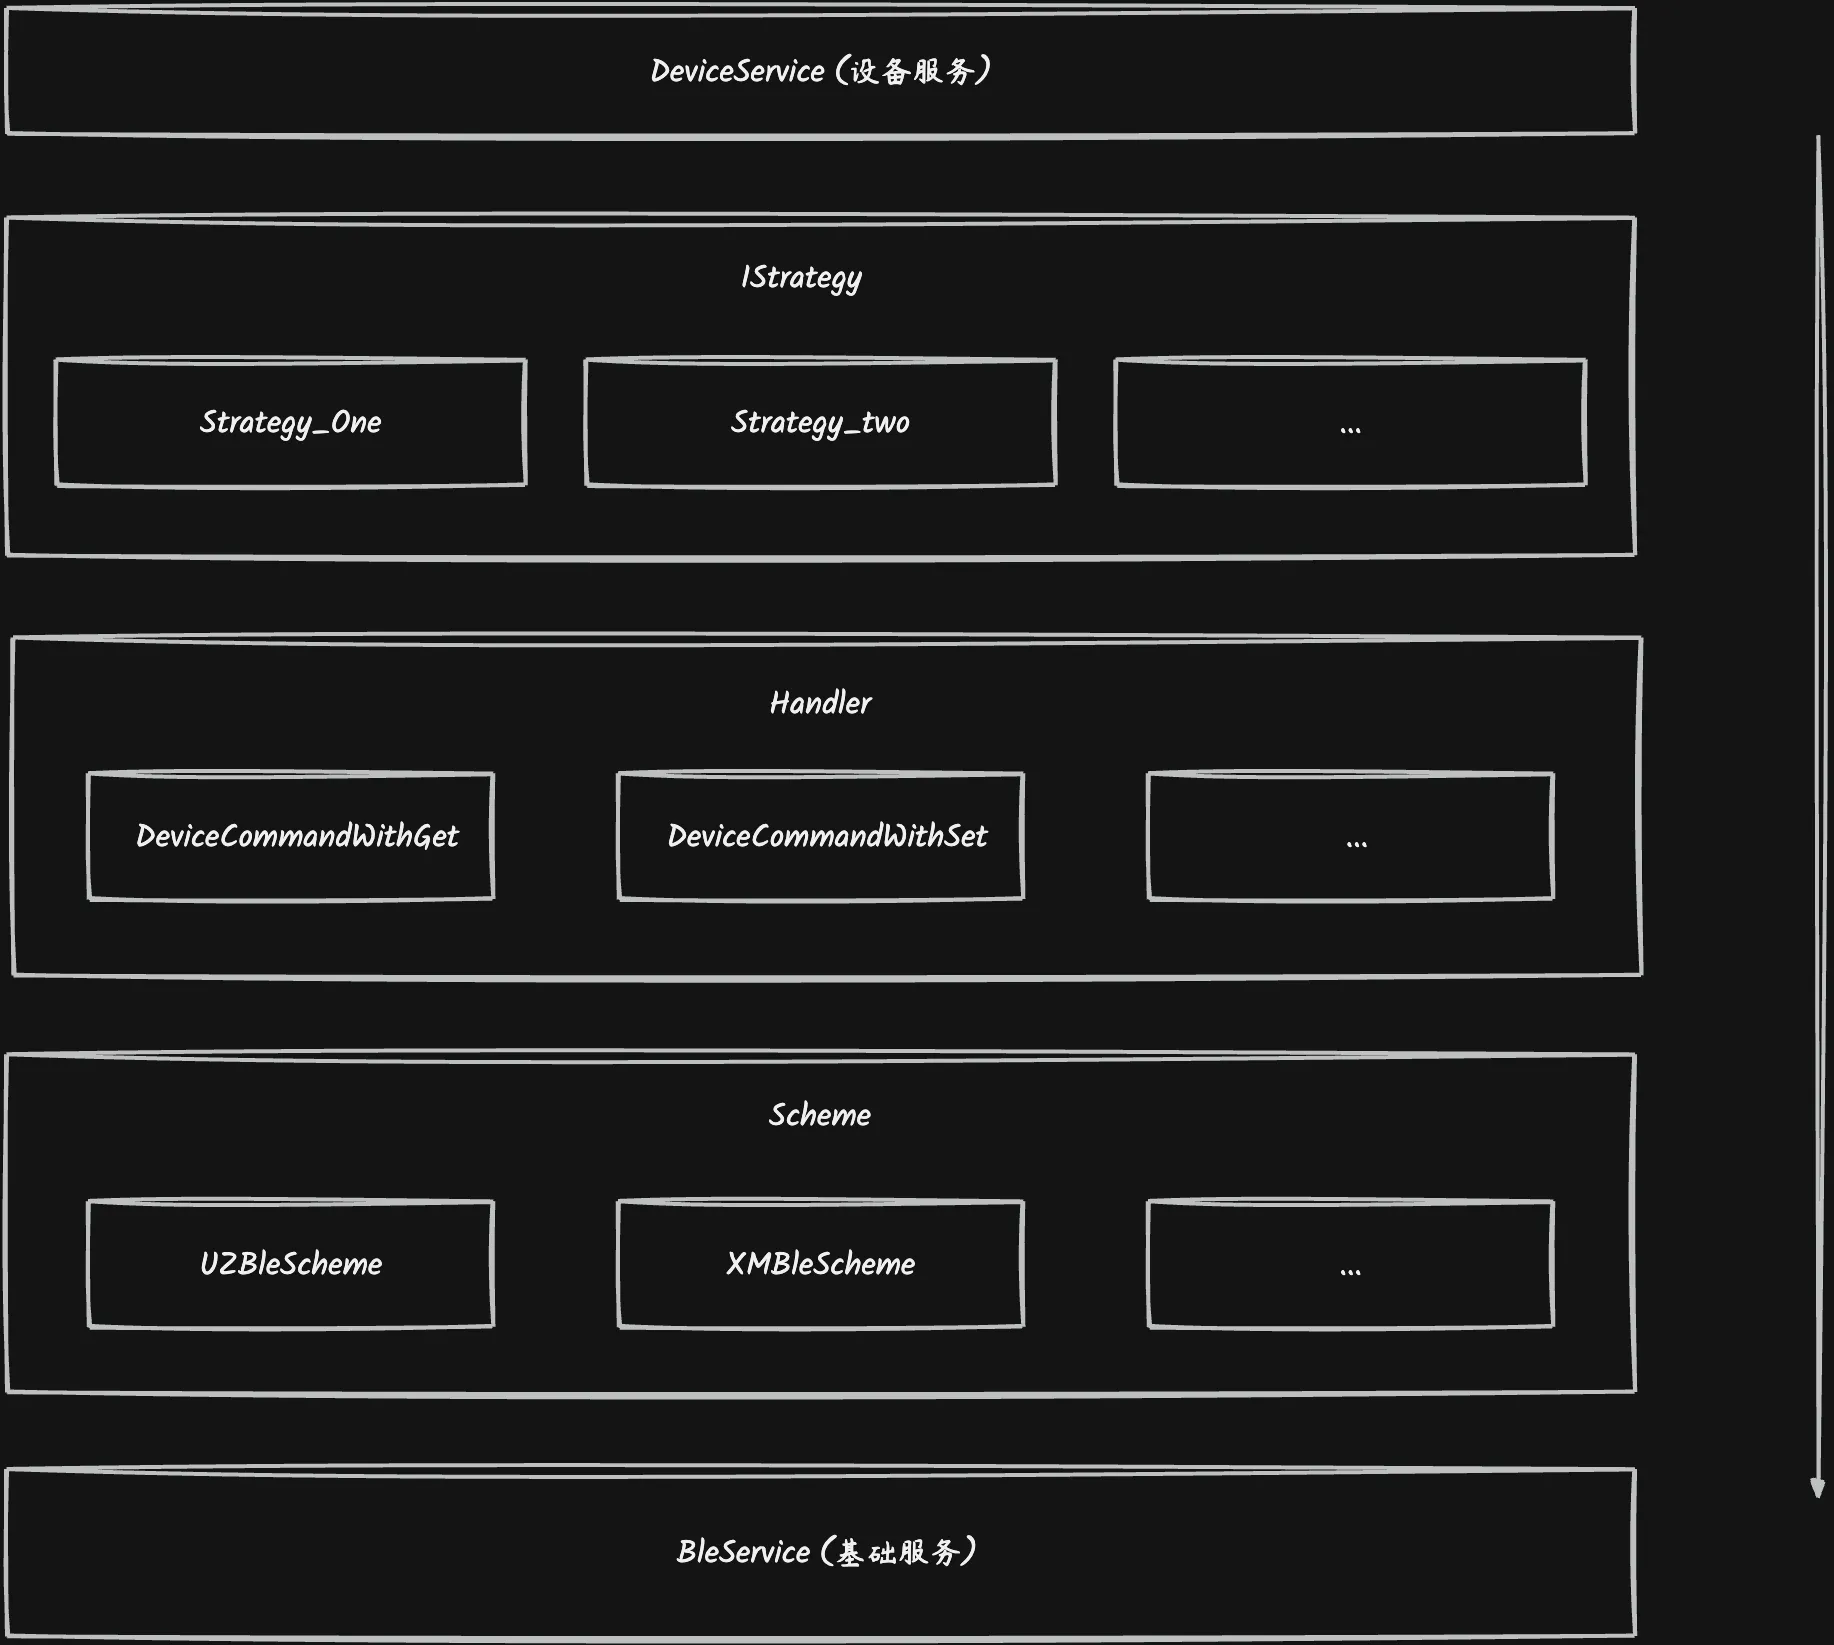 DeviceService (设备服务)
IStrategy
Strategy_One
Strategy_two
...
Handler
DeviceCommandWithGet
DeviceCommandWithSet
...
Scheme
UZBleScheme
XMBleScheme
...
BleService (基础服务)